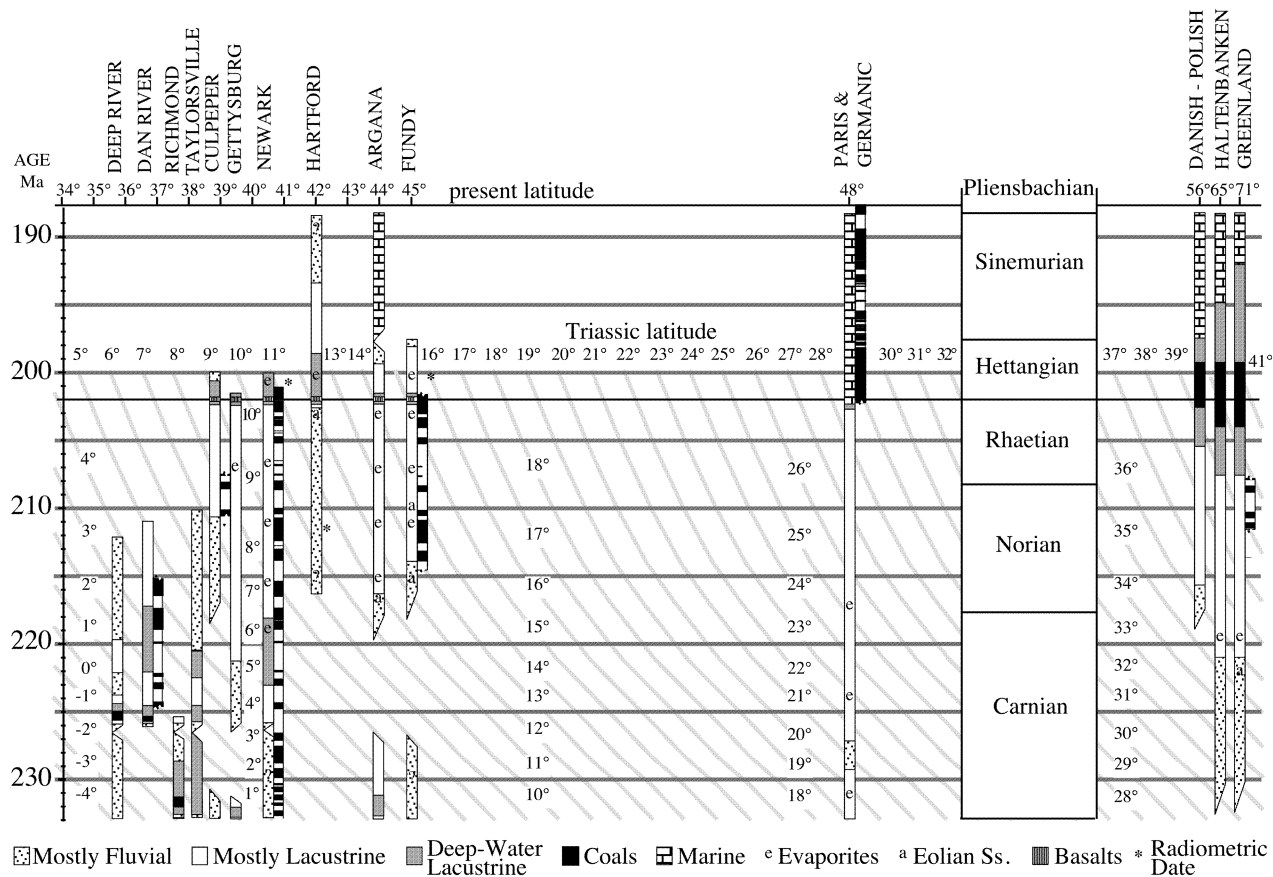 DEEP RIVER
DAN RIVER
RICHMOND
TAYLORSVILLE
CULPEPER
GETTYSBURG
NEWARK
HARTFORD
ARGANA
FUNDY
PARIS &
GERMANIC
DANISH - POLISH
HALTENBANKEN
GREENLAND
AGE
Ma
34° 35° 36° 37° 38° 39° 40° 41° 42° 43° 44° 45° present latitude 48° Pliensbachian 56° 65° 71°
190
Sinemurian
Triassic latitude
5° 6° 7° 8° 9° 10° 11° 13° 14° 16° 17° 18° 19° 20° 21° 22° 23° 24° 25° 26° 27° 28° 30° 31° 32° Hettangian 37° 38° 39° 41°
200
e e e *
e *
10° a e e
Rhaetian
4° e 9° e e e 18° 26° 36°
210
a
3° e * e e 17° 25° 35°
8° Norian
2° 7° e ? e a 16° 24° 34°
a e
1° 6° e 15° 23° 33°
220
e e
0° 5° 14° 22° 32°
a
-1° 4° 13° 21° e 31°
Carnian
-2° 3° 12° 20° 30°
-3° 2° 11° 19° 29°
230
-4° 1° 10° 18° e 28°
Mostly Fluvial Mostly Lacustrine Deep-Water Lacustrine Coals Marine e Evaporites a Eolian Ss. Basalts * Radiometric Date